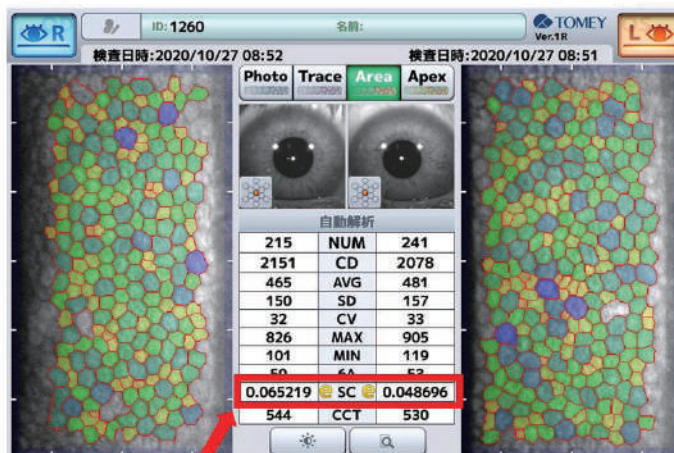 R
ID: 1260
名前:
TOMEY
Ver.1R
L
検査日時:2020/10/27 08:52
検査日時:2020/10/27 08:51
Photo Trace Area Apex
自動解析
215 NUM 241
2151 CD 2078
465 AVG 481
150 SD 157
32 CV 33
826 MAX 905
101 MIN 119
50 6A 53
0.065219 e SC e 0.048696
544 CCT 530